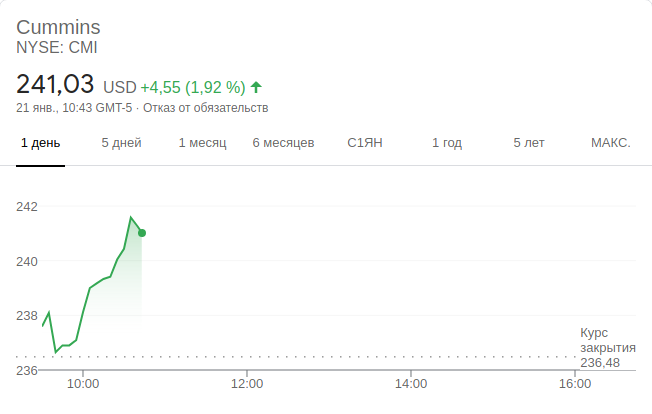 Cummins
NYSE: CMI
241,03 USD +4,55 (1,92 %)
21 янв., 10:43 GMT-5 · Отказ от обязательств
1 день 5 дней 1 месяц 6 месяцев С1ЯН 1 год 5 лет МАКС.
242
240
238
Курс
закрытия
236,48
236
10:00 12:00 14:00 16:00